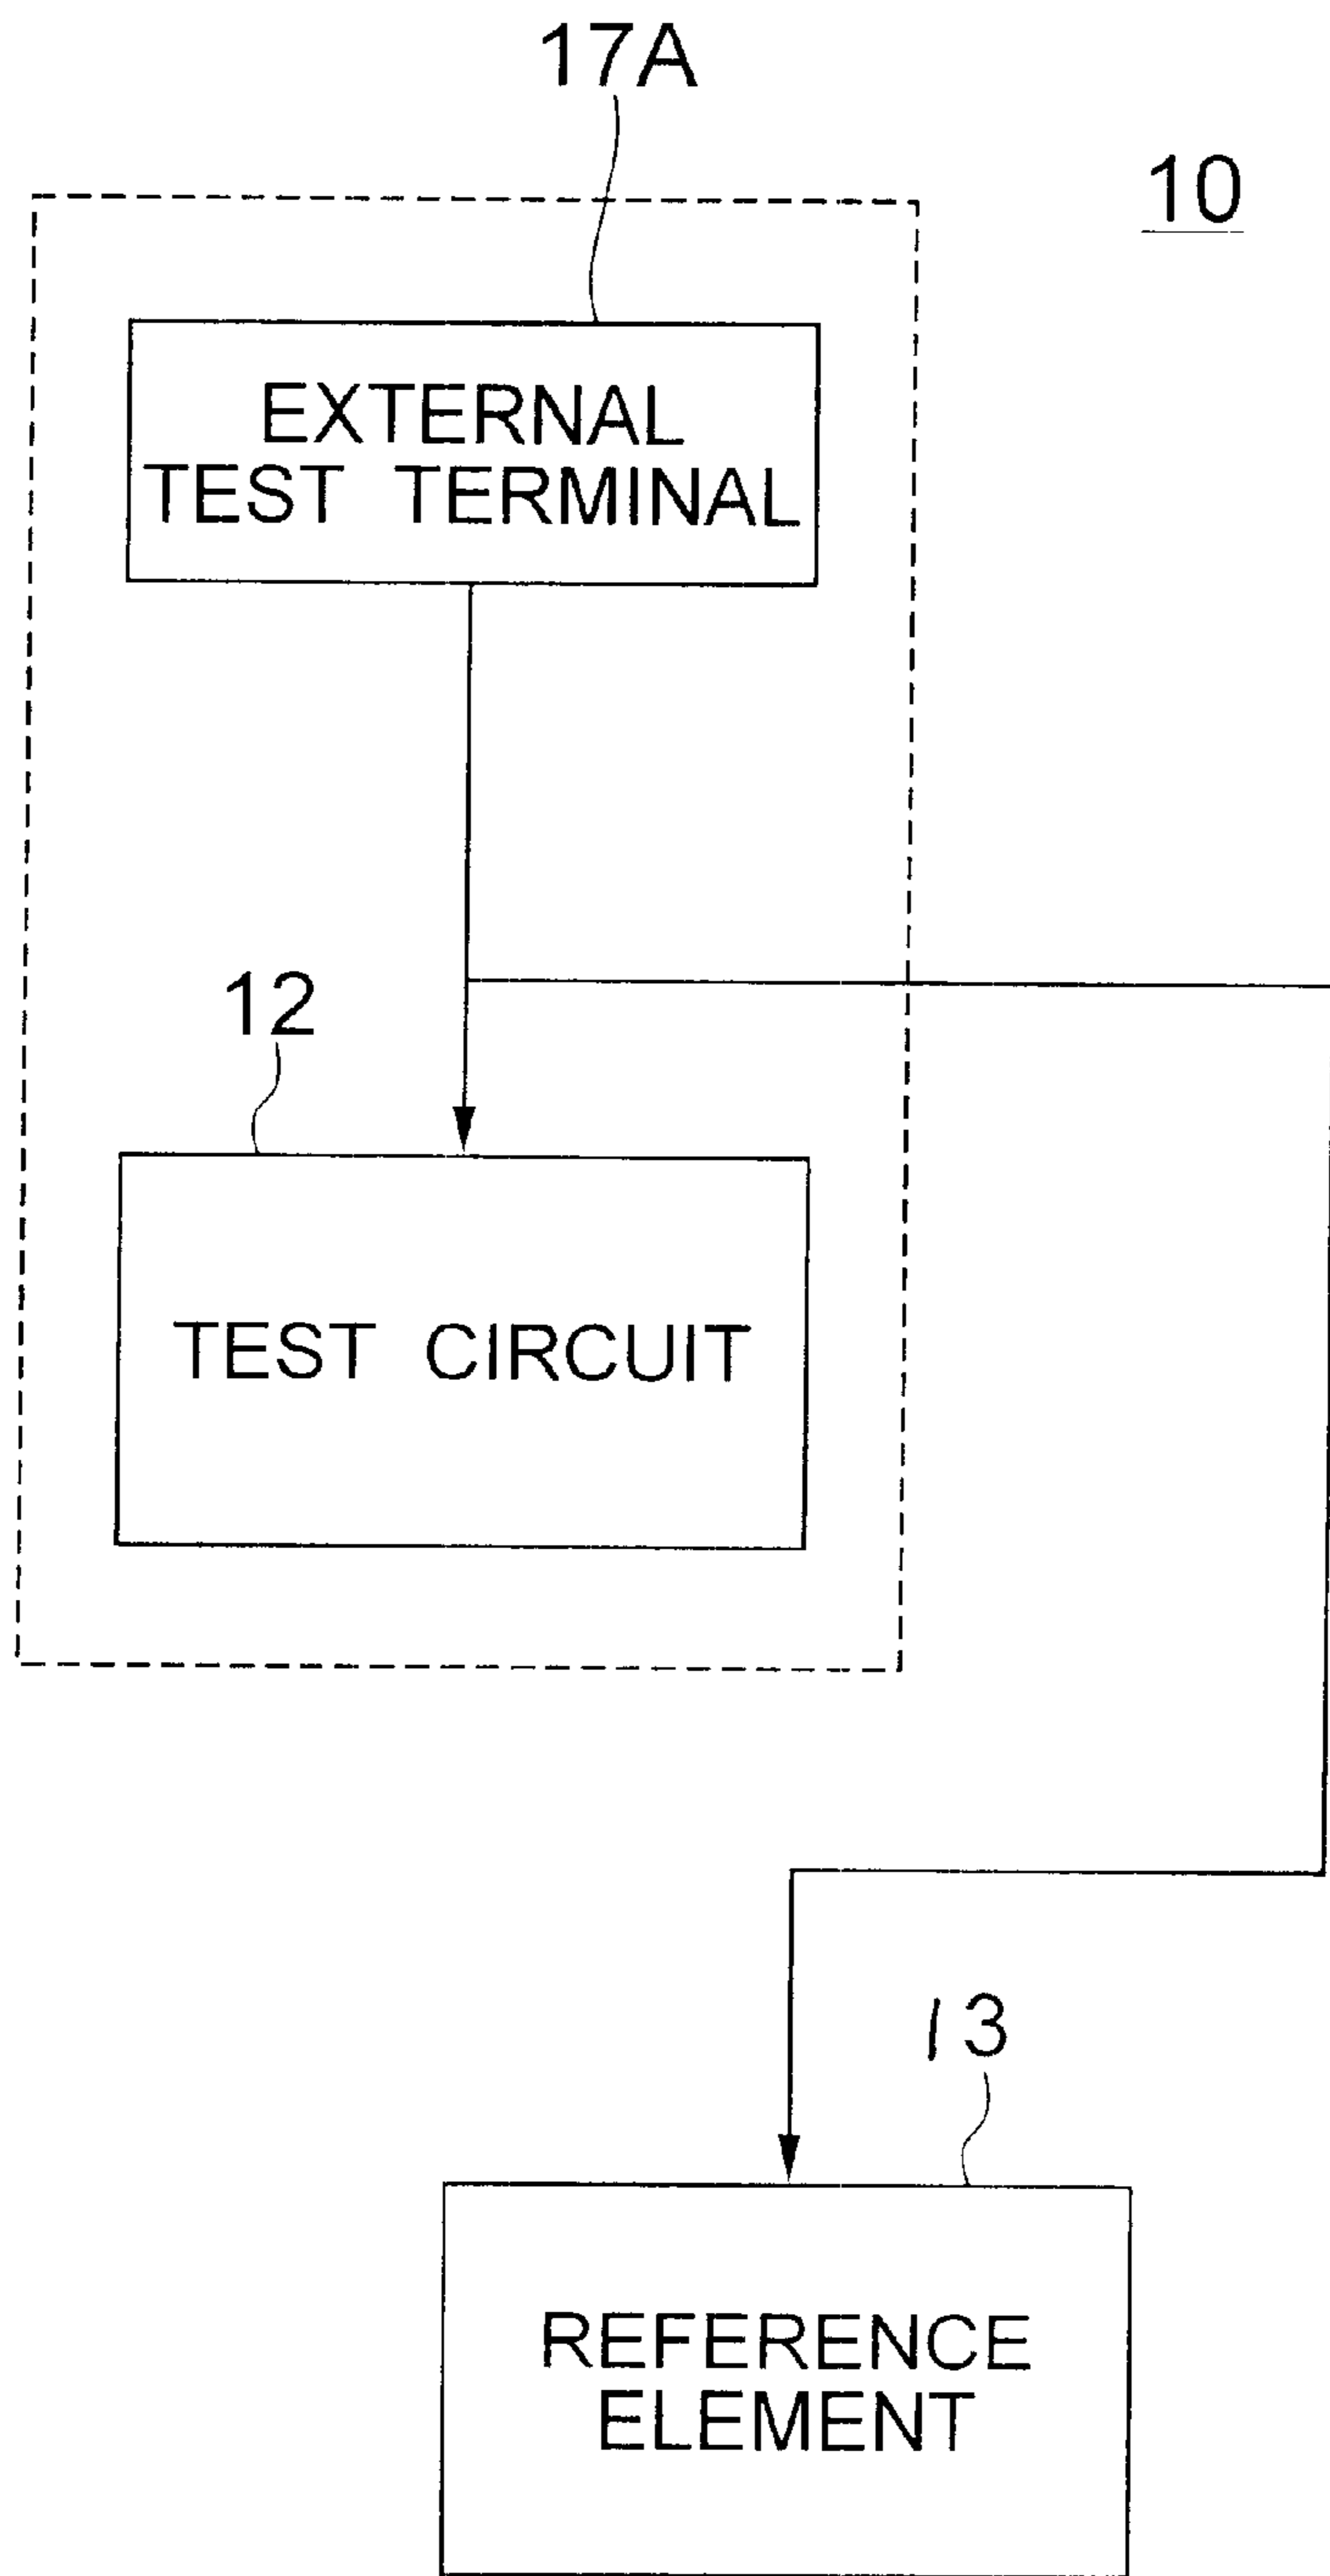 17A
10
EXTERNAL
TEST TERMINAL
12
TEST CIRCUIT
13
REFERENCE
ELEMENT